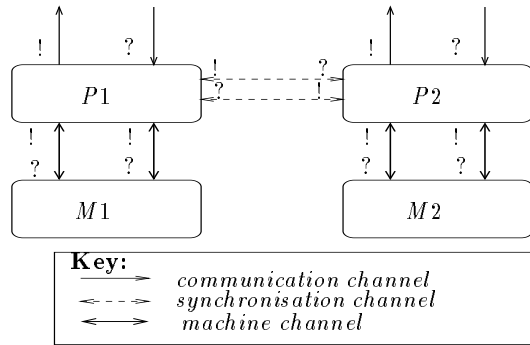 ! ? ! ?
! ?
? !
P1 P2
! ! ! !
? ? ? ?
M1 M2
Key:
communication channel
synchronisation channel
machine channel